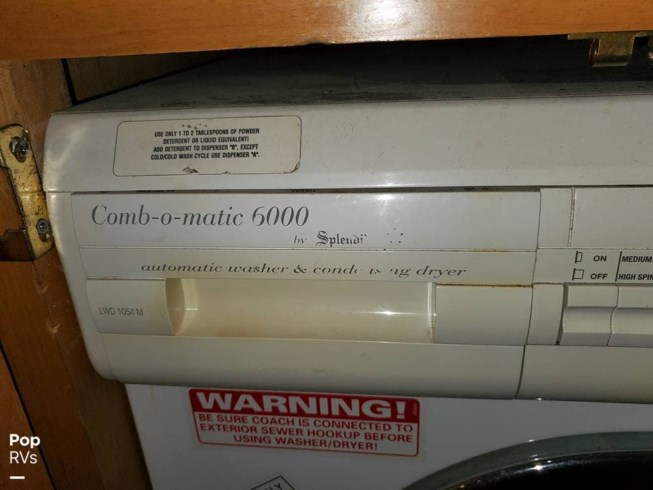 USE ONLY 1 TO 2 TABLESPOONS OF POWDER
DETERGENT OR LIQUID EQUIVALENT!
ADD DETERGENT TO DISPENSER "B", EXCEPT
COLD/COLD WASH CYCLE USE DISPENSER "A".
Comb-o-matic 6000
by Splendi
automatic washer & dryer
ON MEDIUM
OFF HIGH SPIN
LWD 1054 M
WARNING!
BE SURE COACH IS CONNECTED TO
EXTERIOR SEWER HOOKUP BEFORE
USING WASHER/DRYER!
Pop
RVs